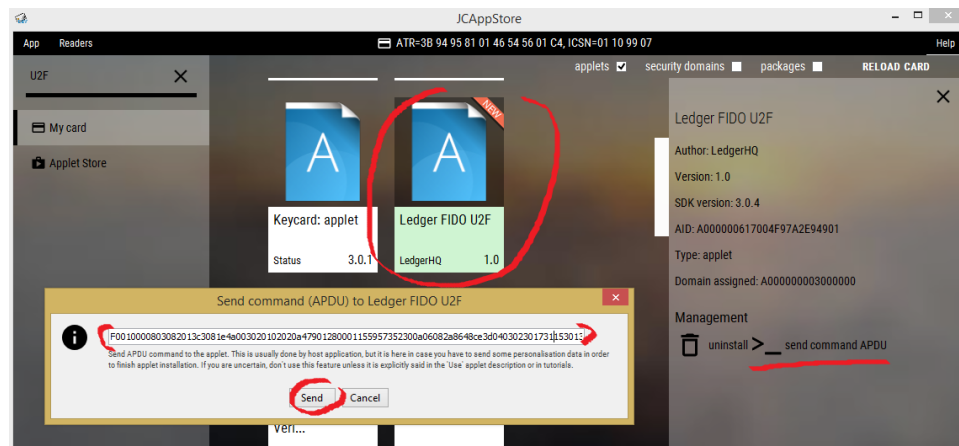 JCAppStore
App Readers
ATR=3B 94 95 81 01 46 54 56 01 C4, ICSN=01 10 99 07
Help
applets security domains packages RELOAD CARD
U2F
My card
Applet Store
A
Keycard: applet
Status 3.0.1
NEW
A
Ledger FIDO U2F
LedgerHQ 1.0
Ledger FIDO U2F
Author: LedgerHQ
Version: 1.0
SDK version: 3.0.4
AID: A000000617004F97A2E94901
Type: applet
Domain assigned: A000000003000000
Management
uninstall send command APDU
Send command (APDU) to Ledger FIDO U2F
F0010000803082013c3081e4a003020102020a4790128000115595735230​0a06082a8648ce3d040302301731153013
Send APDU command to the applet. This is usually done by host application, but it is here in case you have to send some personalisation data in order
to finish applet installation. If you are uncertain, don't use this feature unless it is explicitly said in the 'Use' applet description or in tutorials.
Send Cancel
Veri...